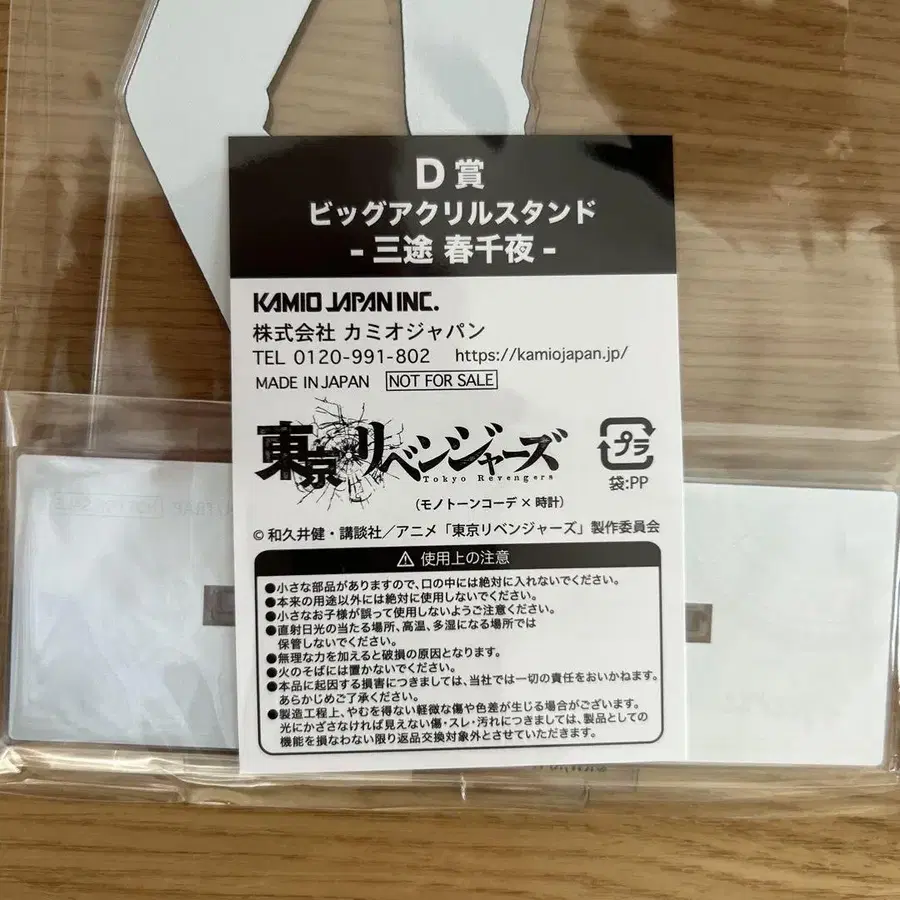 D賞
ビッグアクリルスタンド
- 三途 春千夜 -
KAMIO JAPAN INC.
株式会社 カミオジャパン
TEL 0120-991-802 https://kamiojapan.jp/
MADE IN JAPAN NOT FOR SALE
東京リベンジャーズ
Tokyo Revengers
プラ
袋:PP
(モノトーンコーデ×時計)
© 和久井健・講談社/アニメ「東京リベンジャーズ」製作委員会
⚠ 使用上の注意
●小さな部品がありますので、口の中には絶対に入れないでください。
●本来の用途以外には絶対に使用しないでください。
●小さなお子様が誤って使用しないようご注意ください。
●直射日光の当たる場所、高温、多湿になる場所では
保管しないでください。
●無理な力を加えると破損の原因となります。
●火のそばには置かないでください。
●本品に起因する損害につきましては、当社では一切の責任をおいかねます。
あらかじめご了承ください。
●製造工程上、やむを得ない軽微な傷や色差が生じる場合がございます。
光にかざさなければ見えない傷・スレ・汚れにつきましては、製品としての
機能を損なわない限り返品交換対象外とさせていただきます。